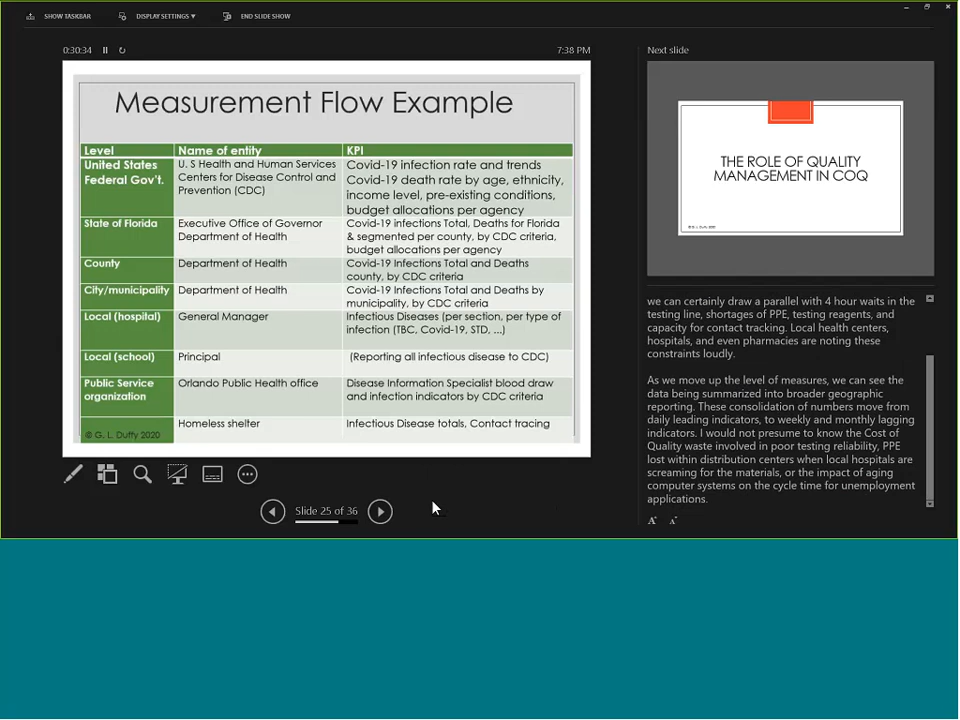 SHOW TASKBAR
DISPLAY SETTINGS ▾
END SLIDE SHOW
0:30:34
7:38 PM
Measurement Flow Example
Level Name of entity KPI
United States Federal Gov't. U. S Health and Human Services Covid-19 infection rate and trends
Centers for Disease Control and Covid-19 death rate by age, ethnicity,
Prevention (CDC) income level, pre-existing conditions,
budget allocations per agency
State of Florida Executive Office of Governor Covid-19 infections Total, Deaths for Florida
Department of Health & segmented per county, by CDC criteria,
budget allocations per agency
County Department of Health Covid-19 Infections Total and Deaths
county, by CDC criteria
City/municipality Department of Health Covid-19 Infections Total and Deaths by
municipality, by CDC criteria
Local (hospital) General Manager Infectious Diseases (per section, per type of
infection (TBC, Covid-19, STD, ...)
Local (school) Principal (Reporting all infectious disease to CDC)
Public Service Orlando Public Health office Disease Information Specialist blood draw
organization and infection indicators by CDC criteria
Homeless shelter Infectious Disease totals, Contact tracing
© G. L. Duffy 2020
Slide 25 of 36
Next slide
THE ROLE OF QUALITY
MANAGEMENT IN COQ
© G. L. Duffy 2020
we can certainly draw a parallel with 4 hour waits in the
testing line, shortages of PPE, testing reagents, and
capacity for contact tracking. Local health centers,
hospitals, and even pharmacies are noting these
constraints loudly.
As we move up the level of measures, we can see the
data being summarized into broader geographic
reporting. These consolidation of numbers move from
daily leading indicators, to weekly and monthly lagging
indicators. I would not presume to know the Cost of
Quality waste involved in poor testing reliability, PPE
lost within distribution centers when local hospitals are
screaming for the materials, or the impact of aging
computer systems on the cycle time for unemployment
applications.
A A